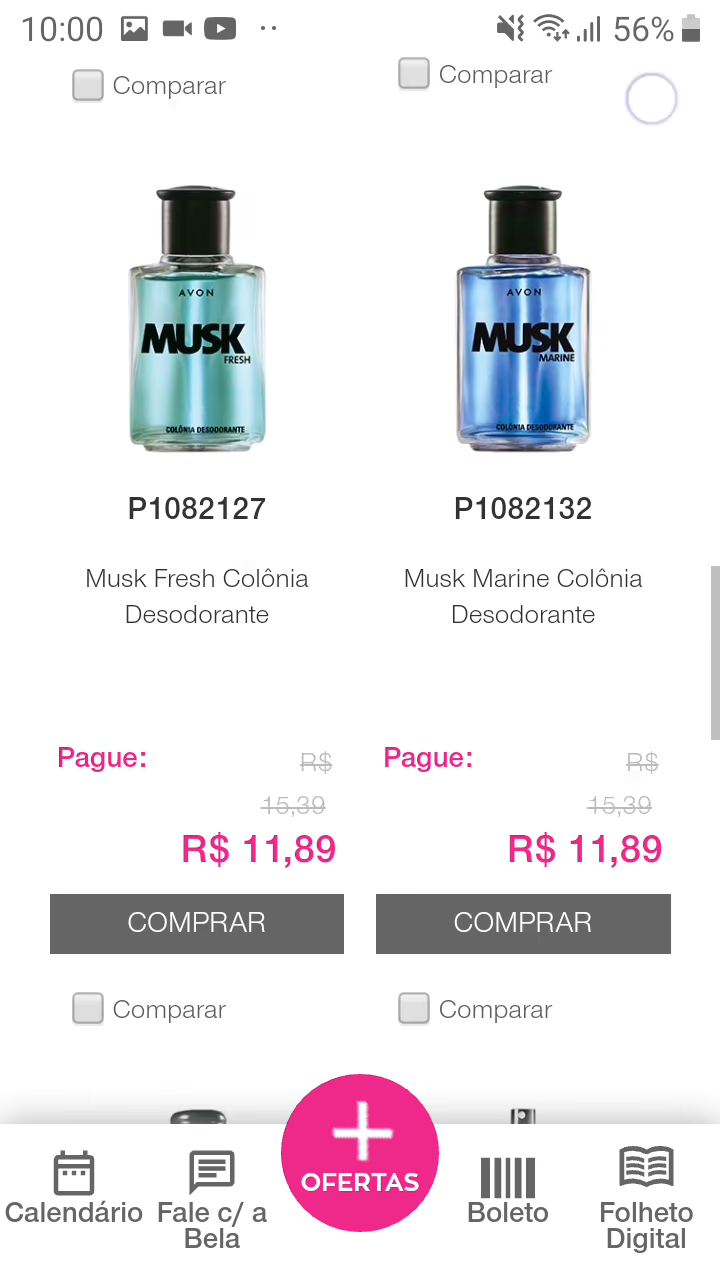 10:00
56%
Comparar
Comparar
AVON
MUSK
FRESH
COLÔNIA DESODORANTE
AVON
MUSK
MARINE
COLÔNIA DESODORANTE
P1082127
P1082132
Musk Fresh Colônia
Desodorante
Musk Marine Colônia
Desodorante
Pague:
R$
15,39
R$ 11,89
Pague:
R$
15,39
R$ 11,89
COMPRAR
COMPRAR
Comparar
Comparar
Calendário
Fale c/ a
Bela
OFERTAS
Boleto
Folheto
Digital